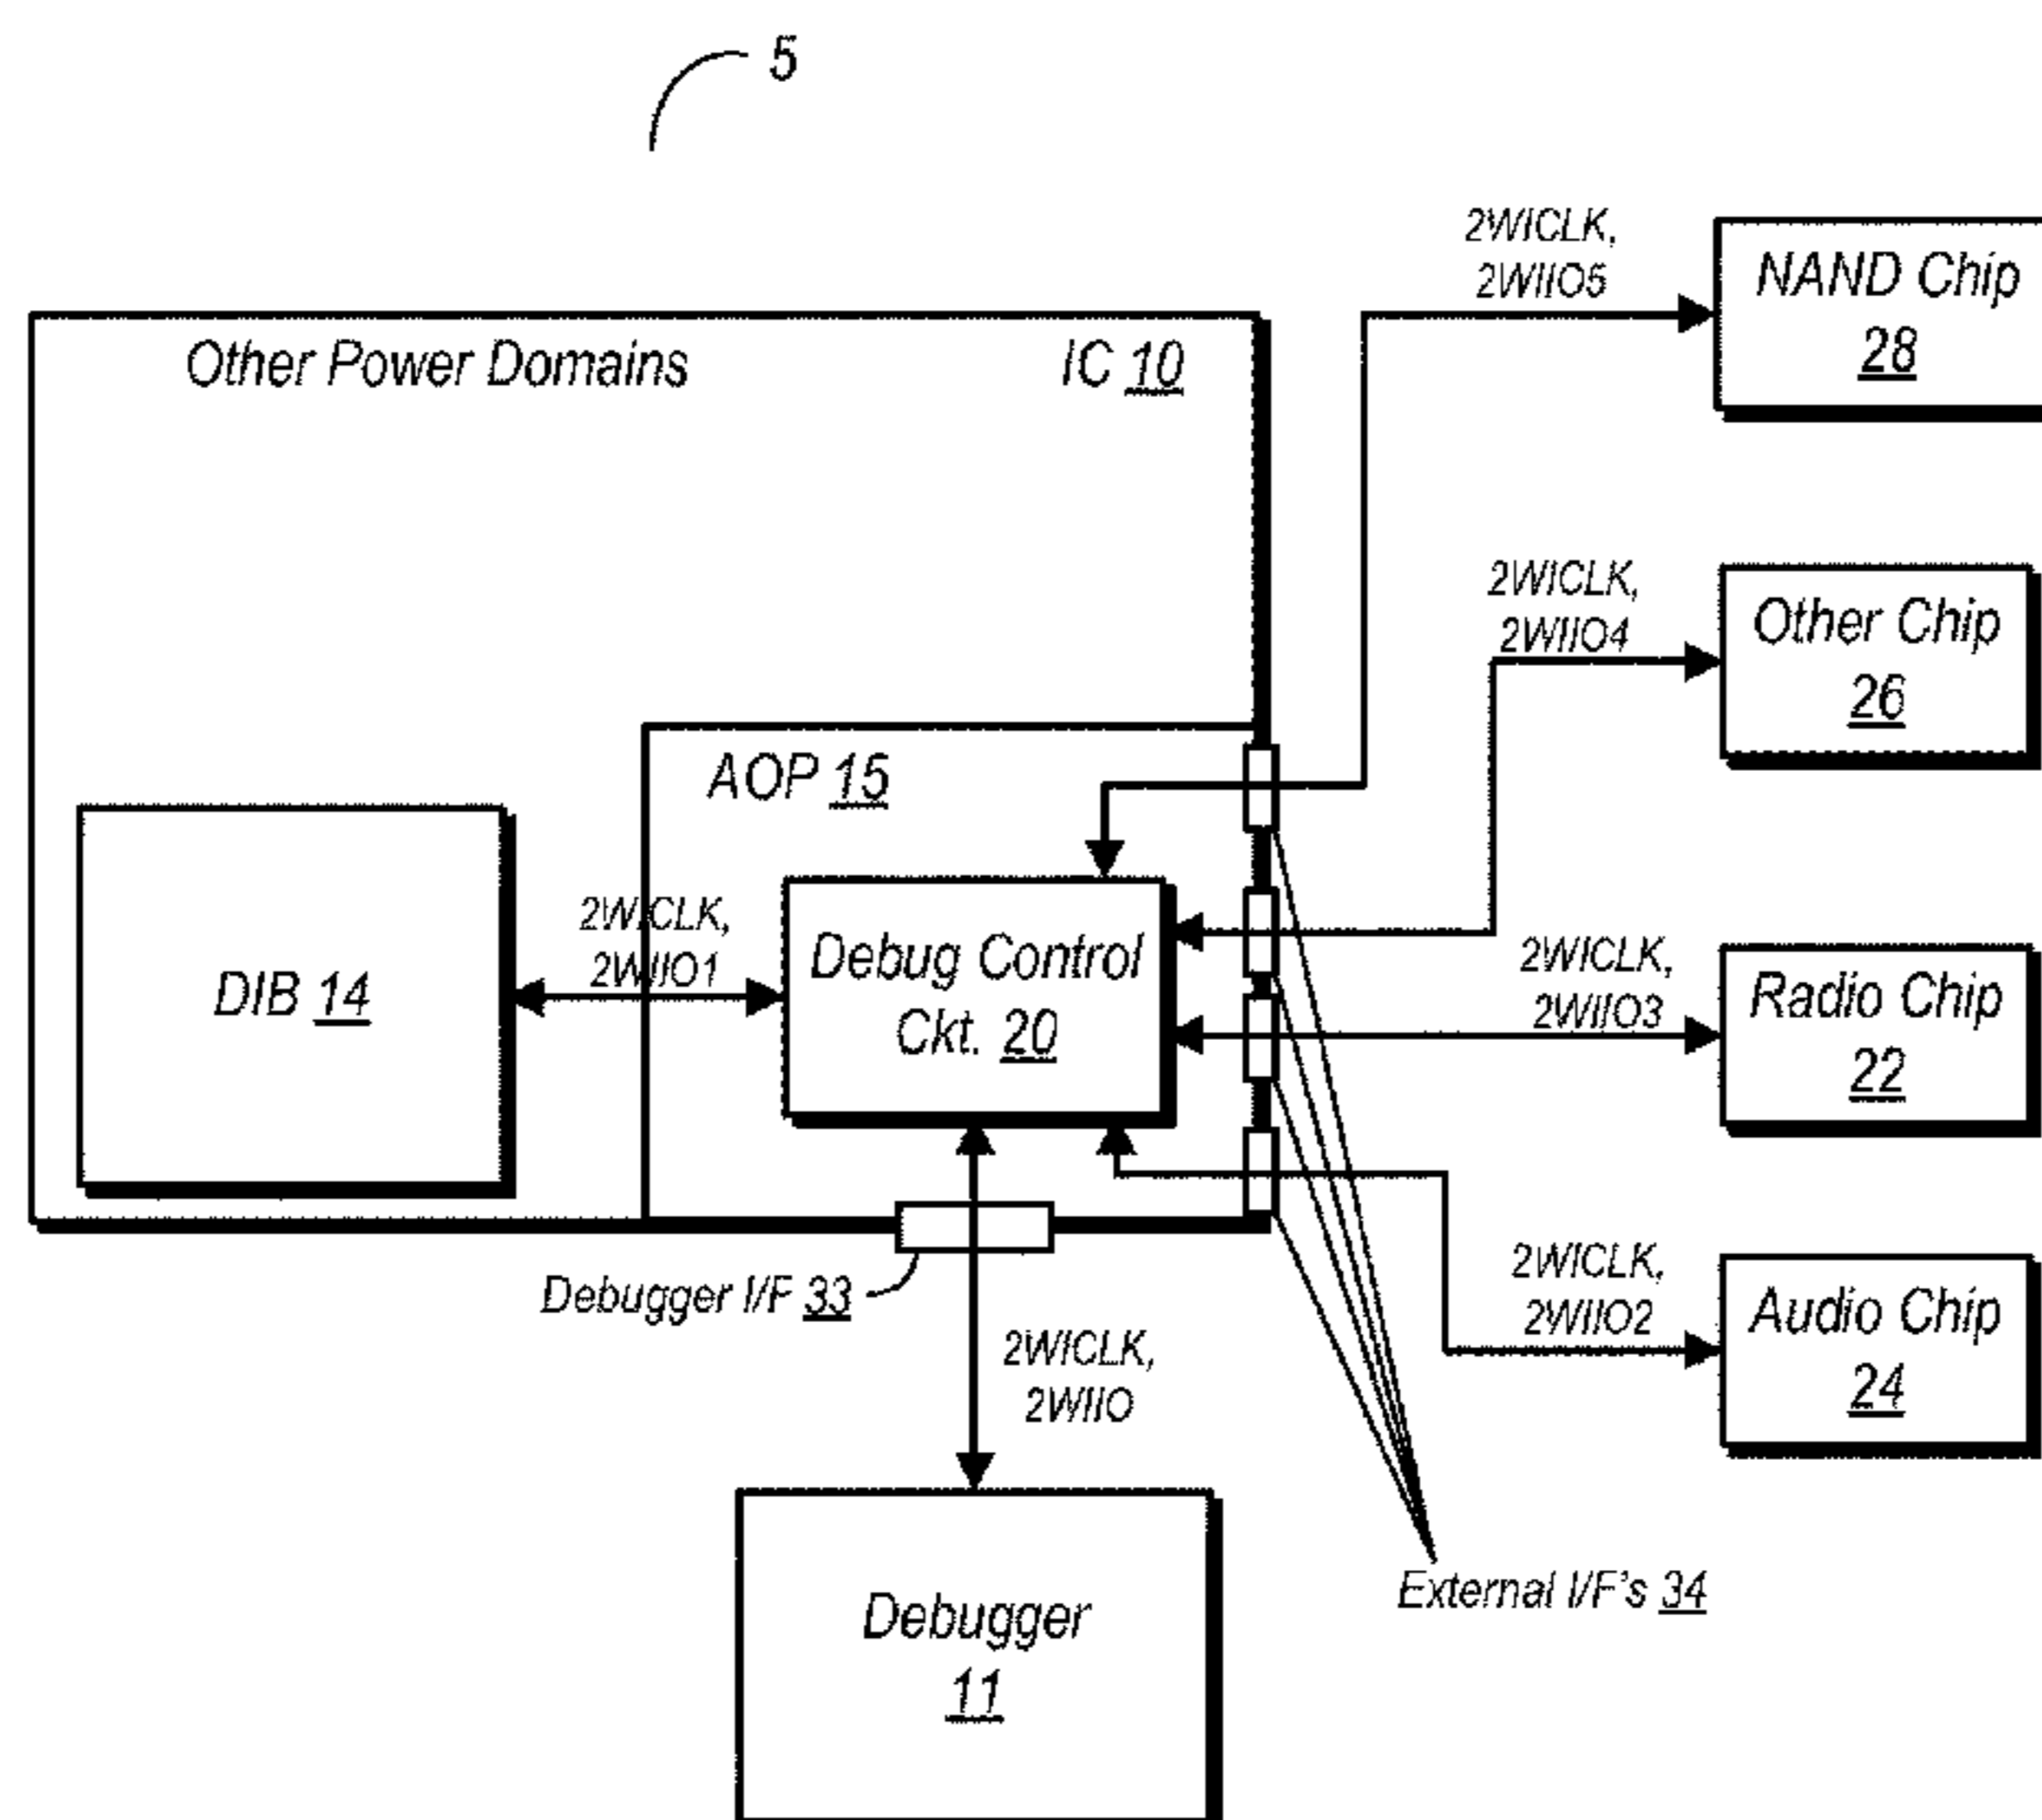 5
2WICLK,
2WIIO5
NAND Chip
28
Other Power Domains
IC 10
2WICLK,
2WIIO4
Other Chip
26
AOP 15
2WICLK,
2WIIO1
DIB 14
Debug Control
Ckt. 20
2WICLK,
2WIIO3
Radio Chip
22
Debugger I/F 33
2WICLK,
2WIIO2
Audio Chip
24
2WICLK,
2WIIO
External I/F's 34
Debugger
11